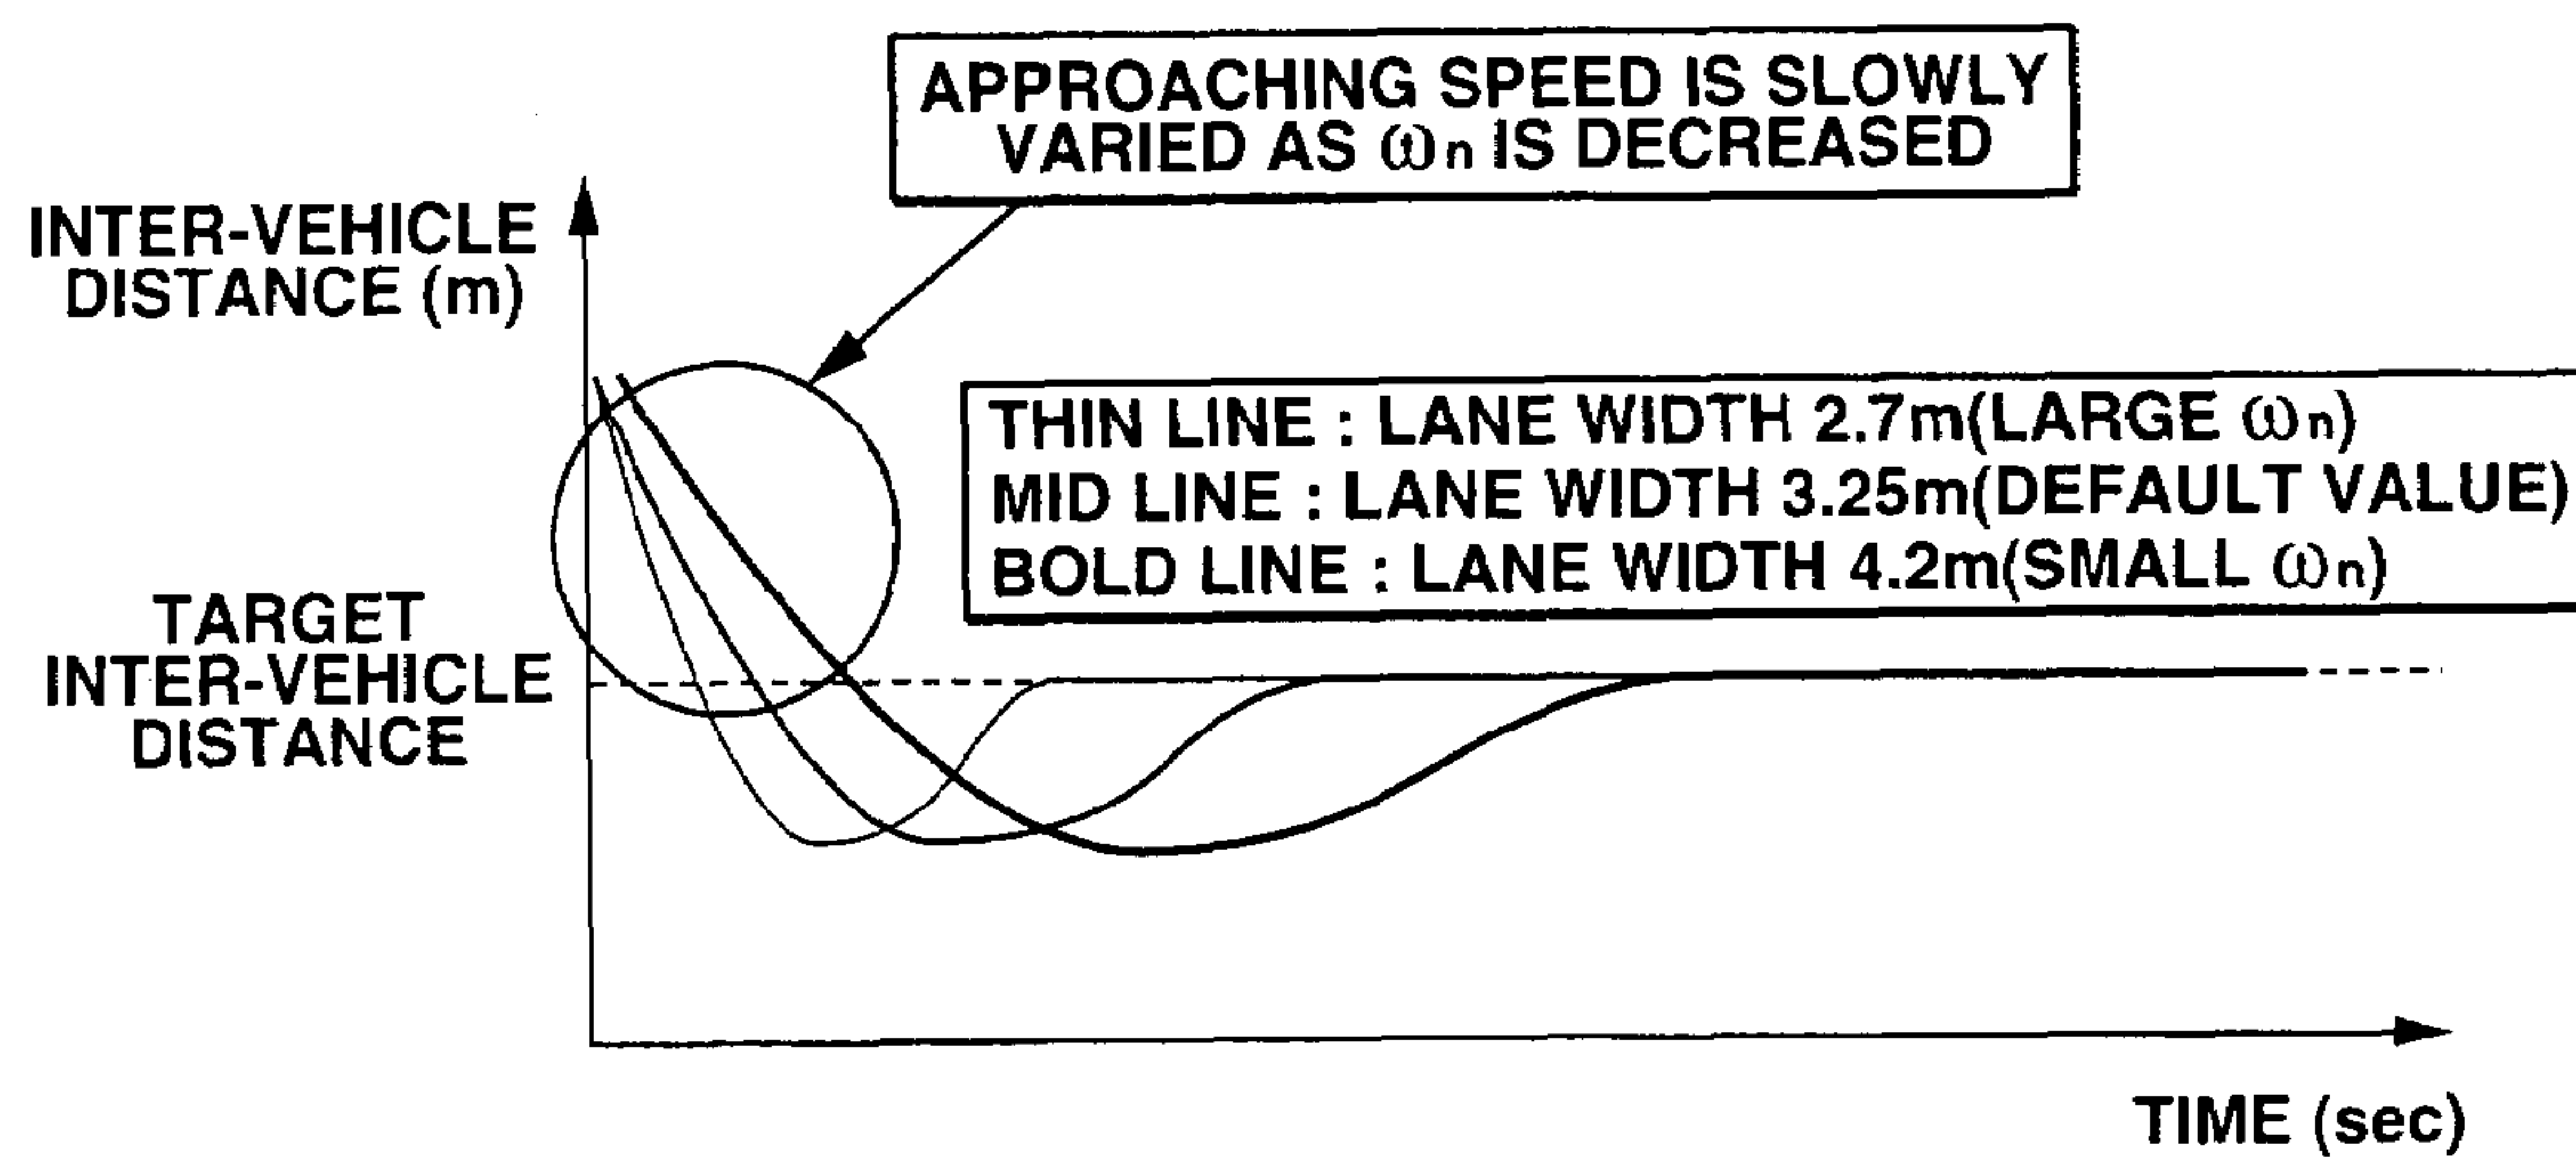 APPROACHING SPEED IS SLOWLY
VARIED AS ωn IS DECREASED
INTER-VEHICLE
DISTANCE (m)
THIN LINE : LANE WIDTH 2.7m(LARGE ωn)
MID LINE : LANE WIDTH 3.25m(DEFAULT VALUE)
BOLD LINE : LANE WIDTH 4.2m(SMALL ωn)
TARGET
INTER-VEHICLE
DISTANCE
TIME (sec)